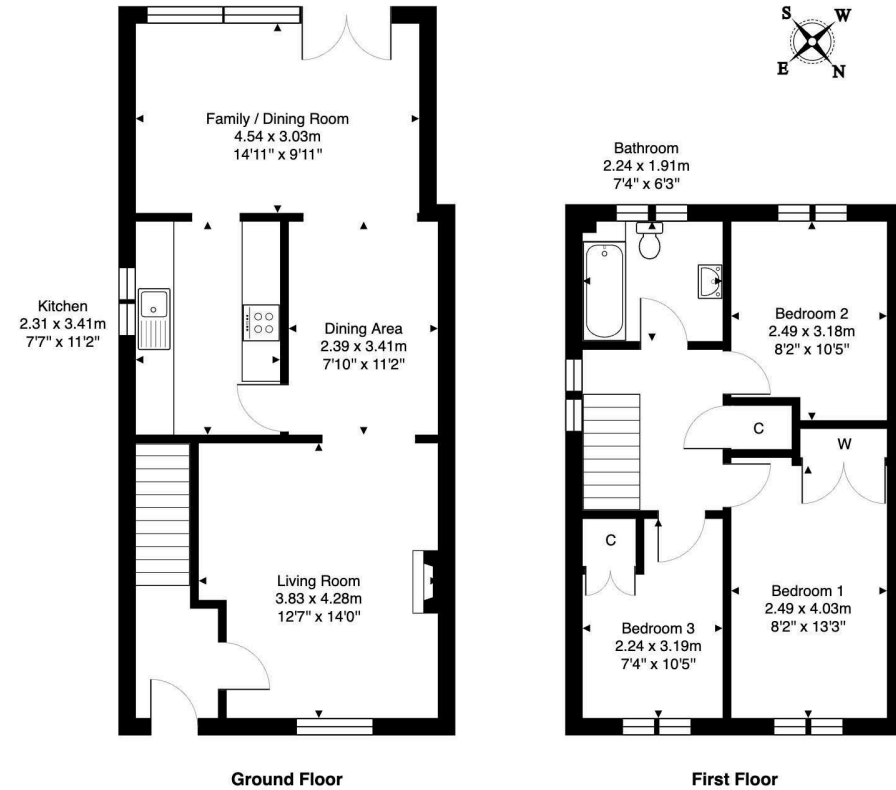 S
W
E
N
Family / Dining Room
4.54 x 3.03m
14'11" x 9'11"
Kitchen
2.31 x 3.41m
7'7" x 11'2"
Dining Area
2.39 x 3.41m
7'10" x 11'2"
Living Room
3.83 x 4.28m
12'7" x 14'0"
Ground Floor
Bathroom
2.24 x 1.91m
7'4" x 6'3"
Bedroom 2
2.49 x 3.18m
8'2" x 10'5"
C
W
C
Bedroom 1
2.49 x 4.03m
8'2" x 13'3"
Bedroom 3
2.24 x 3.19m
7'4" x 10'5"
First Floor